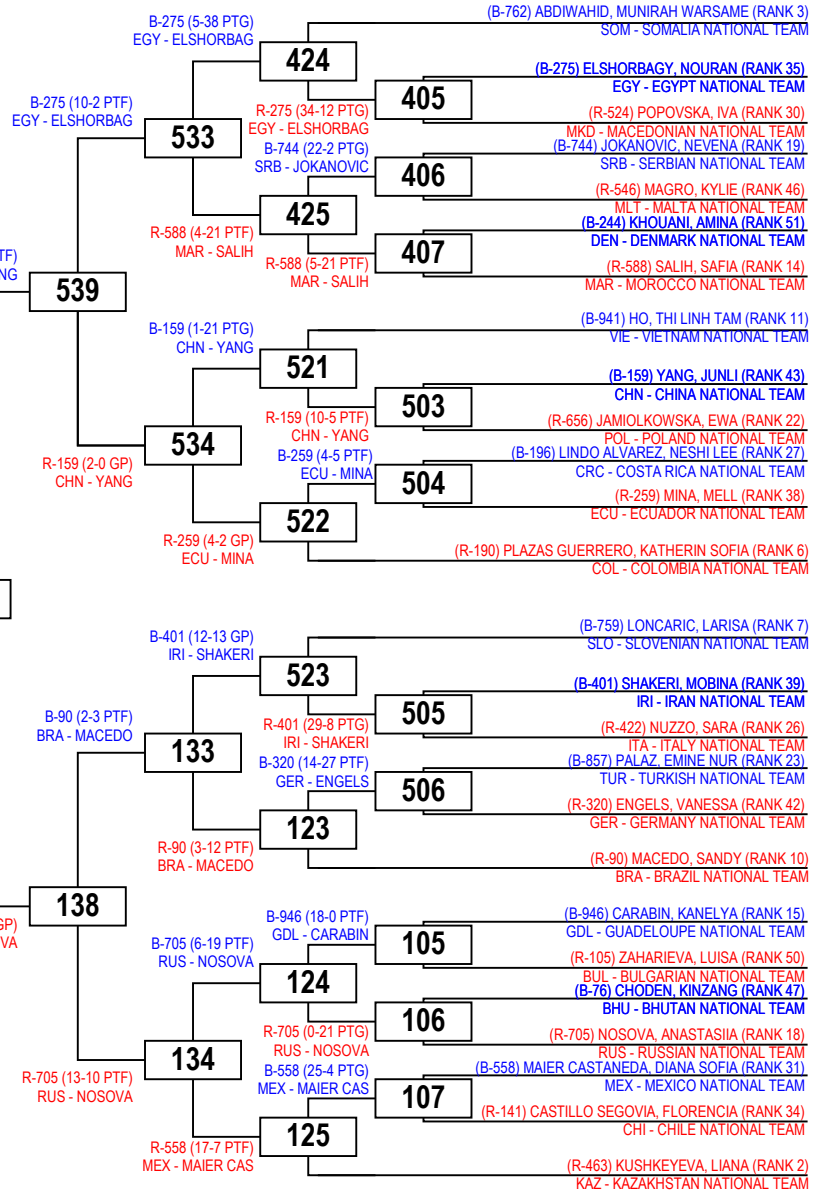 (B-762) ABDIWAHID, MUNIRAH WARSAME (RANK 3)
SOM - SOMALIA NATIONAL TEAM
B-275 (5-38 PTG)
EGY - ELSHORBAG
424
(B-275) ELSHORBAGY, NOURAN (RANK 35)
EGY - EGYPT NATIONAL TEAM
405
B-275 (10-2 PTF)
EGY - ELSHORBAG
R-275 (34-12 PTG)
EGY - ELSHORBAG
(R-524) POPOVSKA, IVA (RANK 30)
MKD - MACEDONIAN NATIONAL TEAM
533
B-744 (22-2 PTG)
SRB - JOKANOVIC
(B-744) JOKANOVIC, NEVENA (RANK 19)
SRB - SERBIAN NATIONAL TEAM
406
(R-546) MAGRO, KYLIE (RANK 46)
MLT - MALTA NATIONAL TEAM
425
R-588 (4-21 PTF)
MAR - SALIH
(B-244) KHOUANI, AMINA (RANK 51)
DEN - DENMARK NATIONAL TEAM
407
R-588 (5-21 PTF)
MAR - SALIH
(R-588) SALIH, SAFIA (RANK 14)
MAR - MOROCCO NATIONAL TEAM
TF)
NG
539
B-159 (1-21 PTG)
CHN - YANG
(B-941) HO, THI LINH TAM (RANK 11)
VIE - VIETNAM NATIONAL TEAM
521
(B-159) YANG, JUNLI (RANK 43)
CHN - CHINA NATIONAL TEAM
503
R-159 (10-5 PTF)
CHN - YANG
(R-656) JAMIOLKOWSKA, EWA (RANK 22)
POL - POLAND NATIONAL TEAM
534
R-159 (2-0 GP)
CHN - YANG
B-259 (4-5 PTF)
ECU - MINA
(B-196) LINDO ALVAREZ, NESHI LEE (RANK 27)
CRC - COSTA RICA NATIONAL TEAM
504
(R-259) MINA, MELL (RANK 38)
ECU - ECUADOR NATIONAL TEAM
522
R-259 (4-2 GP)
ECU - MINA
(R-190) PLAZAS GUERRERO, KATHERIN SOFIA (RANK 6)
COL - COLOMBIA NATIONAL TEAM
B-401 (12-13 GP)
IRI - SHAKERI
(B-759) LONCARIC, LARISA (RANK 7)
SLO - SLOVENIAN NATIONAL TEAM
523
(B-401) SHAKERI, MOBINA (RANK 39)
IRI - IRAN NATIONAL TEAM
505
B-90 (2-3 PTF)
BRA - MACEDO
R-401 (29-8 PTG)
IRI - SHAKERI
(R-422) NUZZO, SARA (RANK 26)
ITA - ITALY NATIONAL TEAM
133
B-320 (14-27 PTF)
GER - ENGELS
(B-857) PALAZ, EMINE NUR (RANK 23)
TUR - TURKISH NATIONAL TEAM
506
(R-320) ENGELS, VANESSA (RANK 42)
GER - GERMANY NATIONAL TEAM
123
R-90 (3-12 PTF)
BRA - MACEDO
(R-90) MACEDO, SANDY (RANK 10)
BRA - BRAZIL NATIONAL TEAM
138
GP)
VA
B-946 (18-0 PTF)
GDL - CARABIN
(B-946) CARABIN, KANELYA (RANK 15)
GDL - GUADELOUPE NATIONAL TEAM
105
B-705 (6-19 PTF)
RUS - NOSOVA
(R-105) ZAHARIEVA, LUISA (RANK 50)
BUL - BULGARIAN NATIONAL TEAM
124
(B-76) CHODEN, KINZANG (RANK 47)
BHU - BHUTAN NATIONAL TEAM
106
R-705 (0-21 PTG)
RUS - NOSOVA
(R-705) NOSOVA, ANASTASIIA (RANK 18)
RUS - RUSSIAN NATIONAL TEAM
134
R-705 (13-10 PTF)
RUS - NOSOVA
B-558 (25-4 PTG)
MEX - MAIER CAS
(B-558) MAIER CASTANEDA, DIANA SOFIA (RANK 31)
MEX - MEXICO NATIONAL TEAM
107
(R-141) CASTILLO SEGOVIA, FLORENCIA (RANK 34)
CHI - CHILE NATIONAL TEAM
125
R-558 (17-7 PTF)
MEX - MAIER CAS
(R-463) KUSHKEYEVA, LIANA (RANK 2)
KAZ - KAZAKHSTAN NATIONAL TEAM